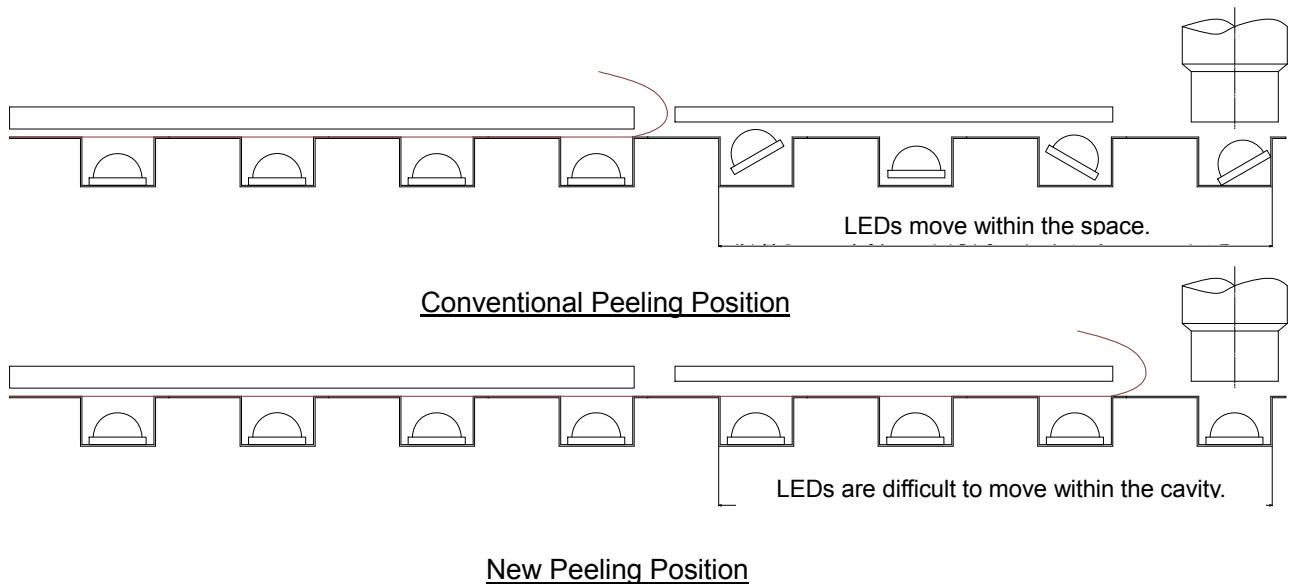 LEDs move within the space.
Conventional Peeling Position
LEDs are difficult to move within the cavity.
New Peeling Position